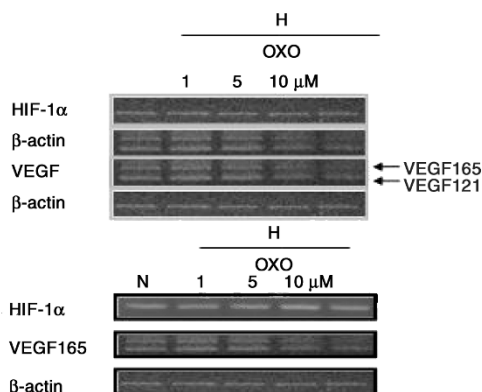 H
OXO
1 5 10 μM
HIF-1α
β-actin
VEGF
VEGF165
VEGF121
β-actin
H
OXO
N 1 5 10 μM
HIF-1α
VEGF165
β-actin